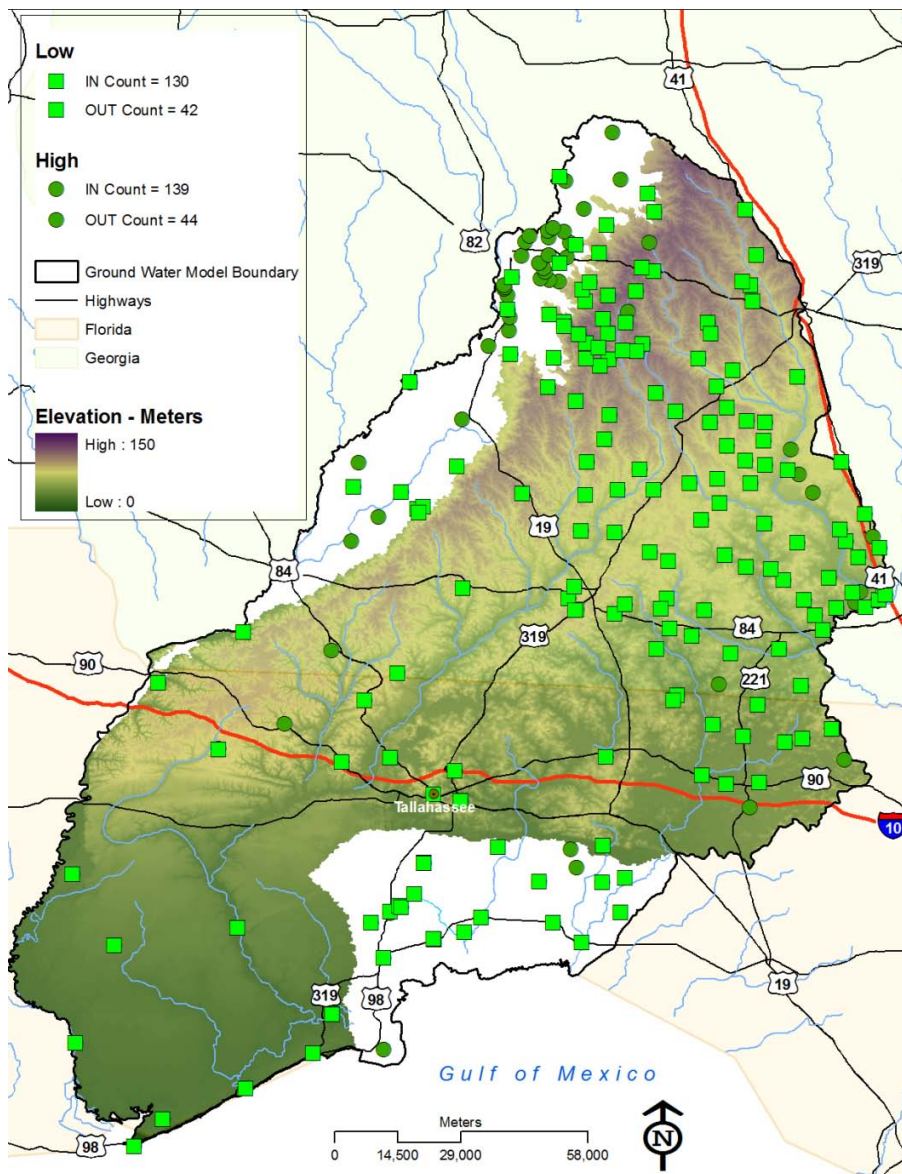 Low
IN Count = 130
OUT Count = 42
High
IN Count = 139
OUT Count = 44
Ground Water Model Boundary
Highways
Florida
Georgia
Elevation - Meters
High : 150
Low : 0
41
82
319
19
84
41
319
84
90
221
90
Tallahassee
10
319
98
19
Gulf of Mexico
Meters
0 14,500 29,000 58,000
N
98